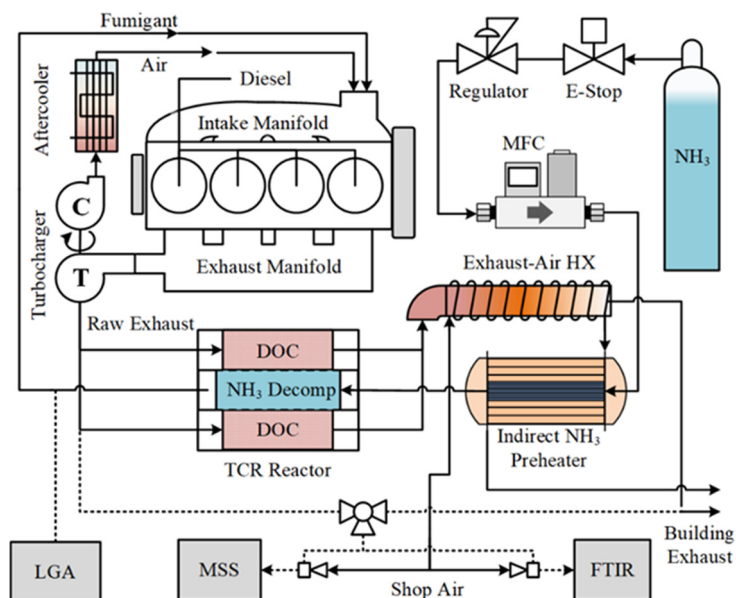 Fumigant
Air
Aftercooler
Diesel
Intake Manifold
Regulator
E-Stop
NH₃
MFC
C
T
Turbocharger
Exhaust Manifold
Exhaust-Air HX
Raw Exhaust
DOC
NH₃ Decomp
DOC
TCR Reactor
Indirect NH₃
Preheater
Building
Exhaust
LGA
MSS
Shop Air
FTIR